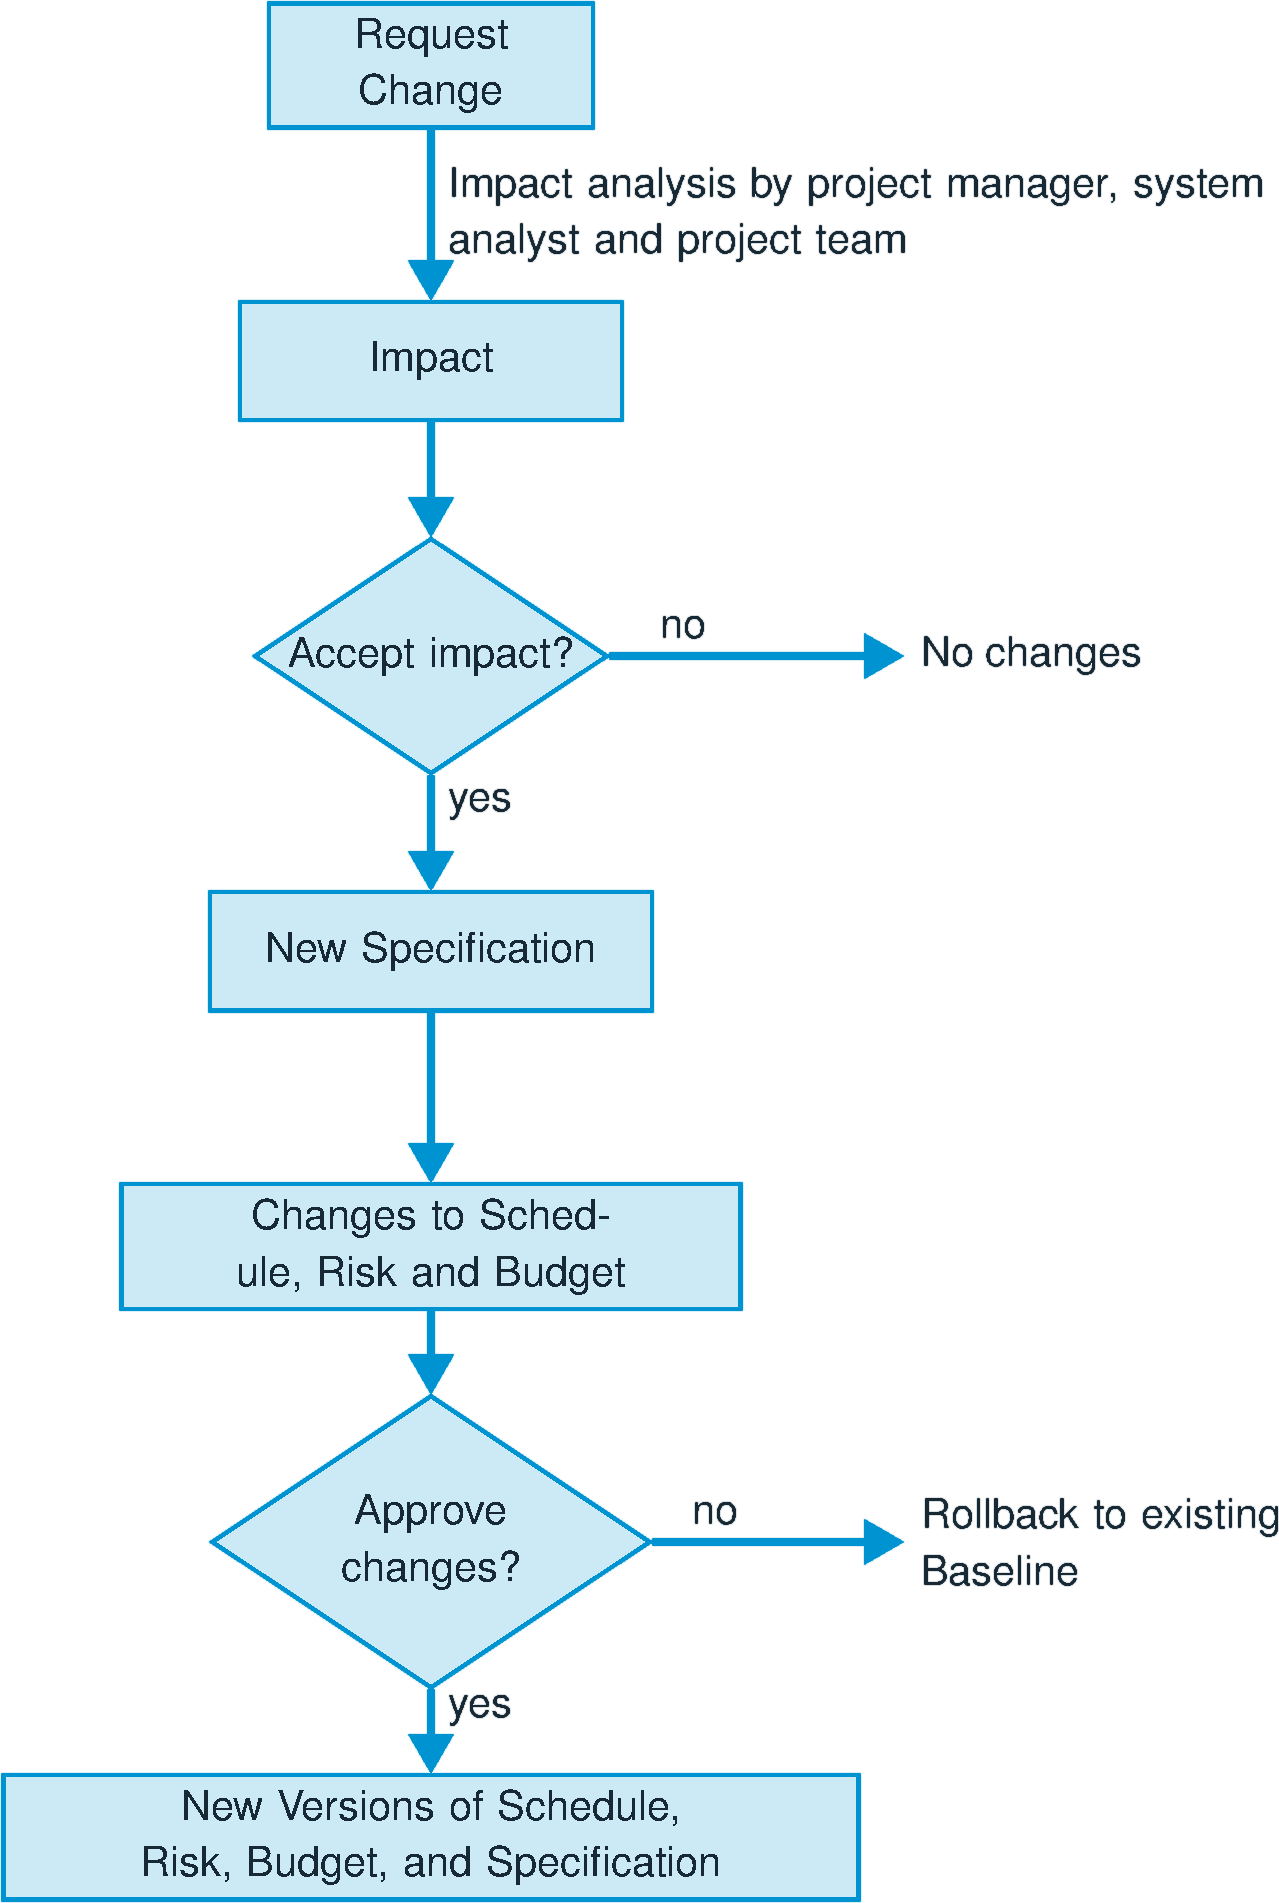 Request
Change
Impact analysis by project manager, system
analyst and project team
Impact
Accept impact?
no
No changes
yes
New Specification
Changes to Sched-
ule, Risk and Budget
Approve
changes?
no
Rollback to existing
Baseline
yes
New Versions of Schedule,
Risk, Budget, and Specification